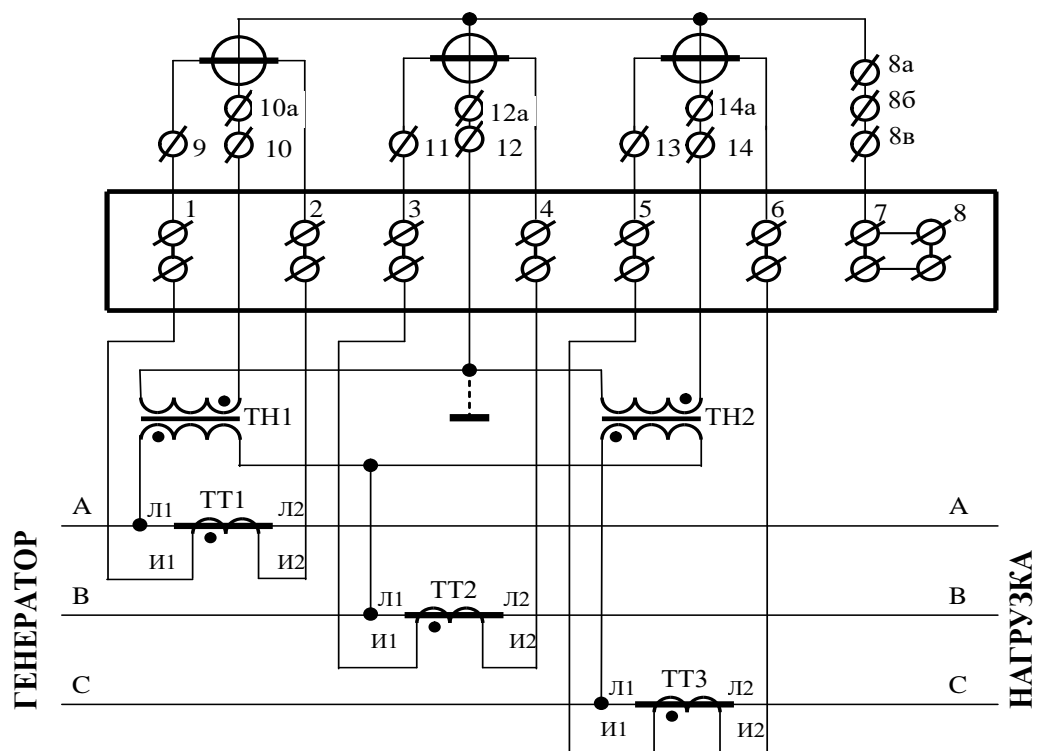 8а
10а
12а
14а
8б
9
10
11
12
13
14
8в
1
2
3
4
5
6
7
8
ТН1
ТН2
А
Л1
ТТ1
Л2
А
И1
И2
В
Л1
ТТ2
Л2
В
И1
И2
С
Л1
ТТ3
Л2
С
И1
И2
ГЕНЕРАТОР
НАГРУЗКА